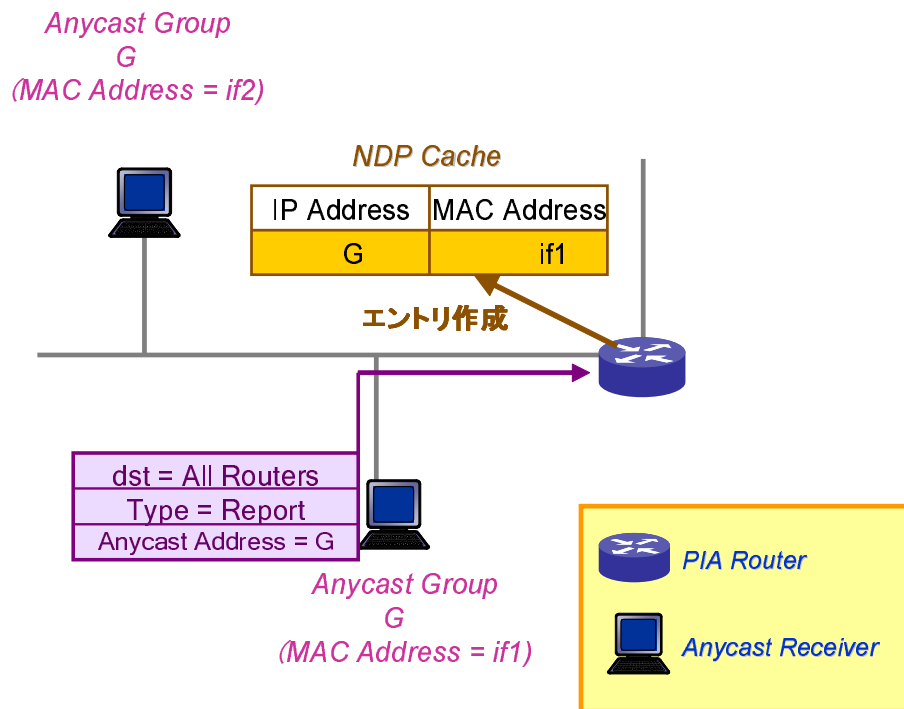 Anycast Group
G
(MAC Address = if2)
NDP Cache
IP Address MAC Address
G if1
エントリ作成
dst = All Routers
Type = Report
Anycast Address = G
Anycast Group
G
(MAC Address = if1)
PIA Router
Anycast Receiver